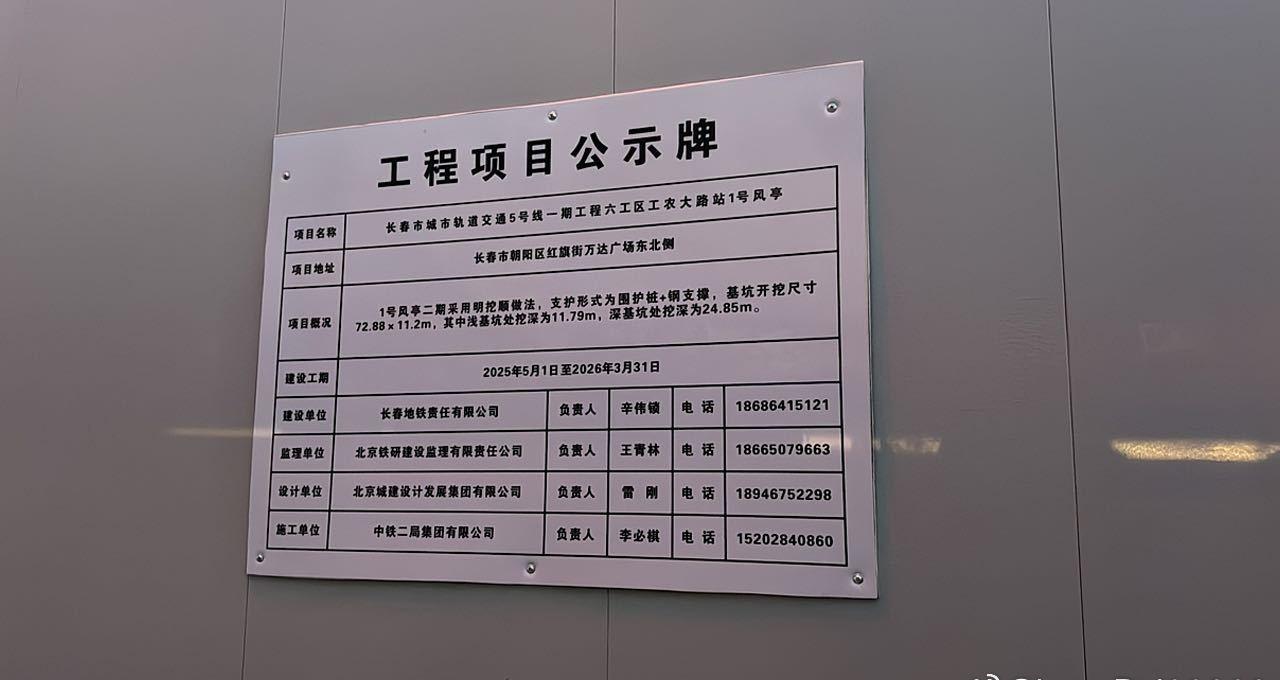 工程项目公示牌
项目名称 长春市城市轨道交通5号线一期工程六工区工农大路站1号风亭
项目地址 长春市朝阳区红旗街万达广场东北侧
项目概况 1号风亭二期采用明挖顺做法，支护形式为围护桩+钢支撑，基坑开挖尺寸
72.88×11.2m，其中浅基坑处挖深为11.79m，深基坑处挖深为24.85m。
建设工期 2025年5月1日至2026年3月31日
建设单位 长春地铁责任有限公司 负责人 辛伟锁 电话 18686415121
监理单位 北京铁研建设监理有限责任公司 负责人 王青林 电话 18665079663
设计单位 北京城建设计发展集团有限公司 负责人 雷刚 电话 18946752298
施工单位 中铁二局集团有限公司 负责人 李必棋 电话 15202840860